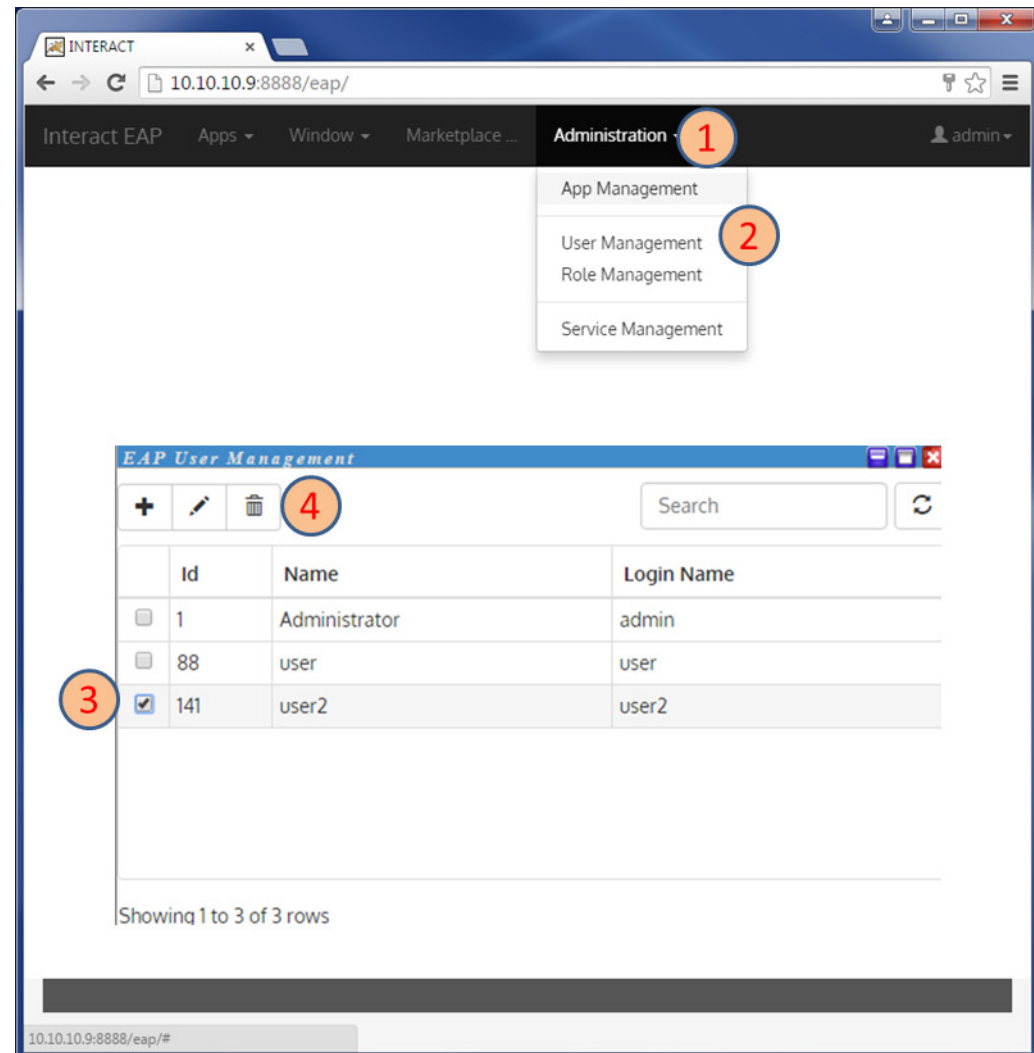 INTERACT
10.10.10.9:8888/eap/
Interact EAP Apps Window Marketplace ... Administration 1 admin
App Management
User Management 2
Role Management
Service Management
EAP User Management
4 Search
Id Name Login Name
1 Administrator admin
88 user user
3 141 user2 user2
Showing 1 to 3 of 3 rows
10.10.10.9:8888/eap/#